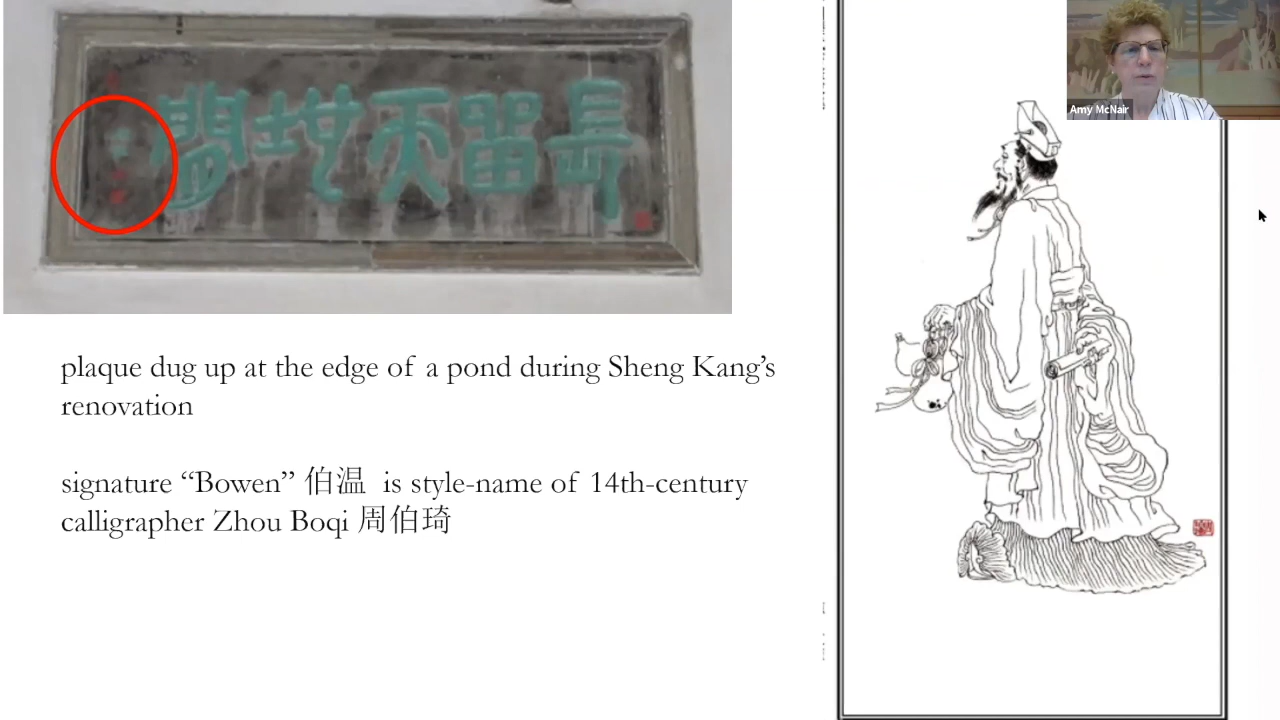 長留天地間
Amy McNair
plaque dug up at the edge of a pond during Sheng Kang’s
renovation
signature “Bowen” 伯温 is style-name of 14th-century
calligrapher Zhou Boqi 周伯琦